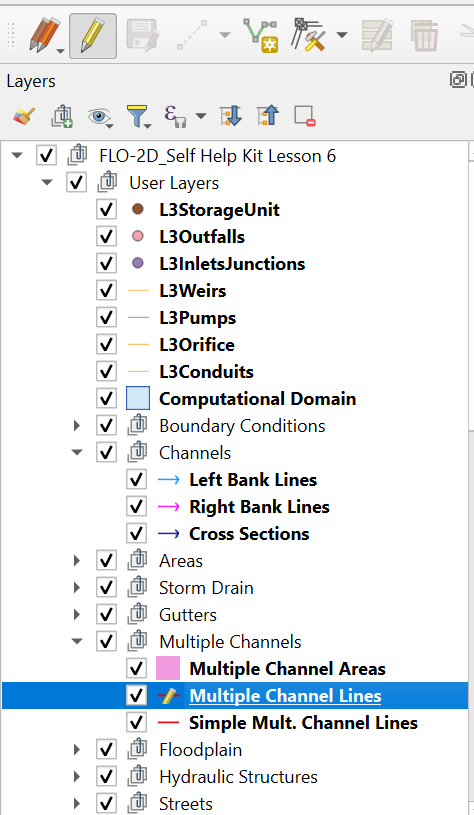 Layers
FLO-2D_Self Help Kit Lesson 6
User Layers
L3StorageUnit
L3Outfalls
L3InletsJunctions
L3Weirs
L3Pumps
L3Orifice
L3Conduits
Computational Domain
Boundary Conditions
Channels
Left Bank Lines
Right Bank Lines
Cross Sections
Areas
Storm Drain
Gutters
Multiple Channels
Multiple Channel Areas
Multiple Channel Lines
Simple Mult. Channel Lines
Floodplain
Hydraulic Structures
Streets